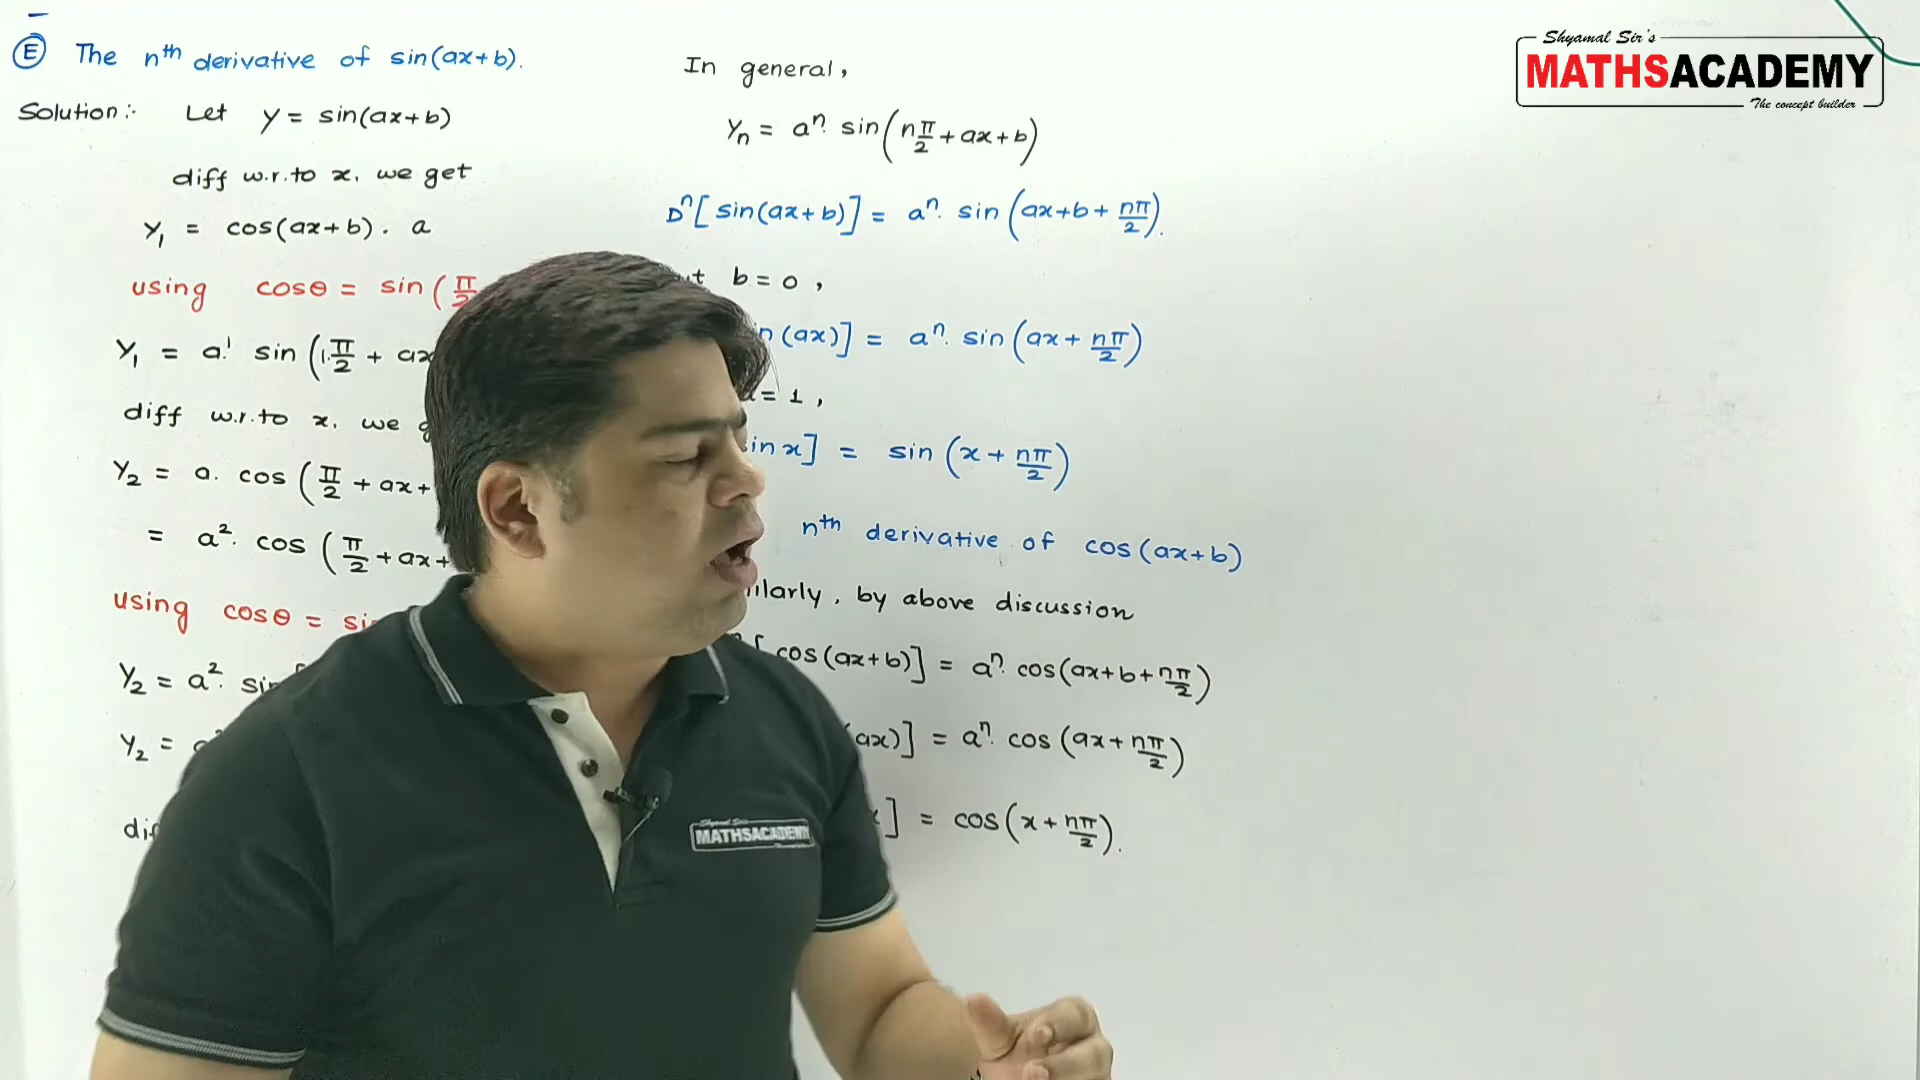 Ⓔ The nth derivative of sin(ax+b).
Solution:- Let y = sin(ax+b)
diff w.r.to x, we get
y₁ = cos(ax+b). a
using cosθ = sin (π/2
y₁ = a¹. sin (1.π/2 + ax
diff w.r.to x, we
y₂ = a. cos (π/2 + ax+
= a². cos (π/2 + ax+
using cosθ =
y₂ = a².
y₂ =
In general,
yₙ = aⁿ. sin(nπ/2 + ax + b)
Dⁿ[sin(ax+b)] = aⁿ. sin(ax+b + nπ/2).
b = 0 ,
(ax)] = aⁿ. sin(ax + nπ/2)
= 1 ,
x] = sin (x + nπ/2)
nth derivative of cos(ax+b)
by above discussion
cos(ax+b)] = aⁿ. cos(ax+b+nπ/2)
ax)] = aⁿ. cos(ax+nπ/2)
] = cos(x+nπ/2).
Shyamal Sir's
MATHSACADEMY
The concept builder
MATHSACADEMY